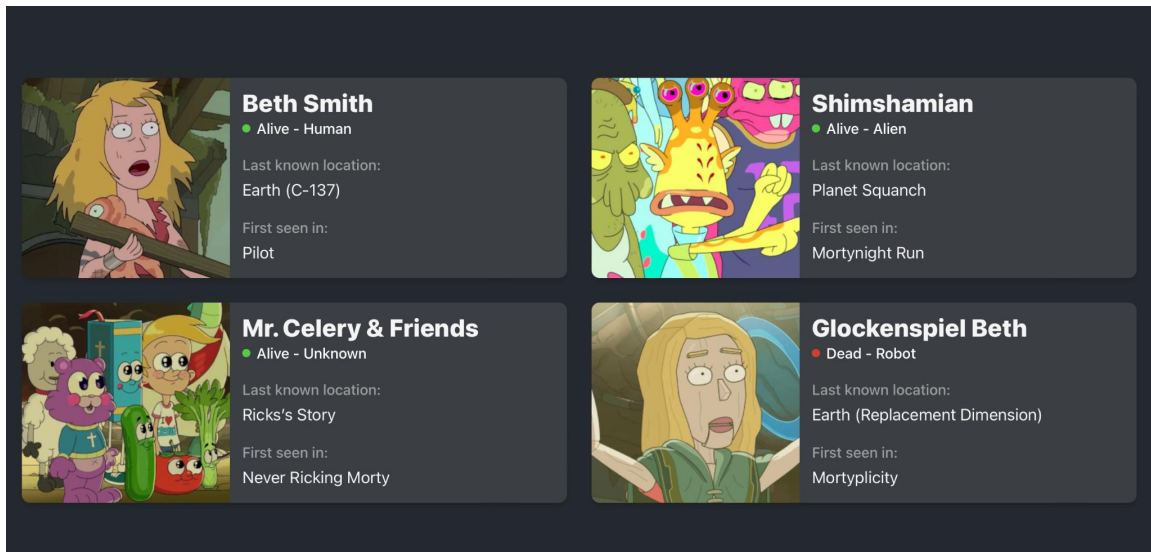 Beth Smith
Alive - Human
Last known location:
Earth (C-137)
First seen in:
Pilot
Shimshamian
Alive - Alien
Last known location:
Planet Squanch
First seen in:
Mortynight Run
Mr. Celery & Friends
Alive - Unknown
Last known location:
Ricks's Story
First seen in:
Never Ricking Morty
Glockenspiel Beth
Dead - Robot
Last known location:
Earth (Replacement Dimension)
First seen in:
Mortyplicity